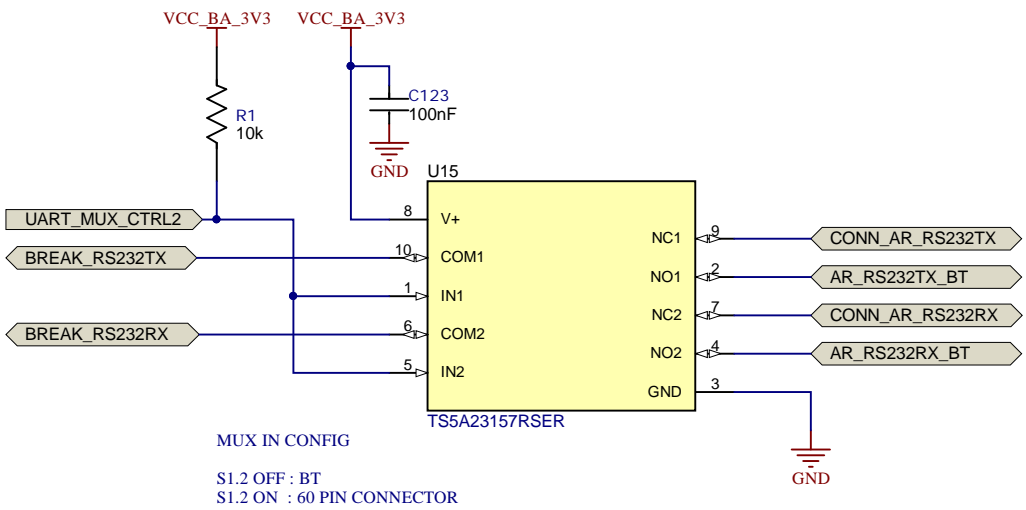 VCC_BA_3V3 VCC_BA_3V3
C123
100nF
R1
10k
GND
U15
UART_MUX_CTRL2
8 V+
9 NC1 CONN_AR_RS232TX
BREAK_RS232TX
10 COM1
2 NO1 AR_RS232TX_BT
1 IN1
7 NC2 CONN_AR_RS232RX
BREAK_RS232RX
6 COM2
4 NO2 AR_RS232RX_BT
5 IN2
GND 3
TS5A23157RSER
MUX IN CONFIG
GND
S1.2 OFF : BT
S1.2 ON : 60 PIN CONNECTOR